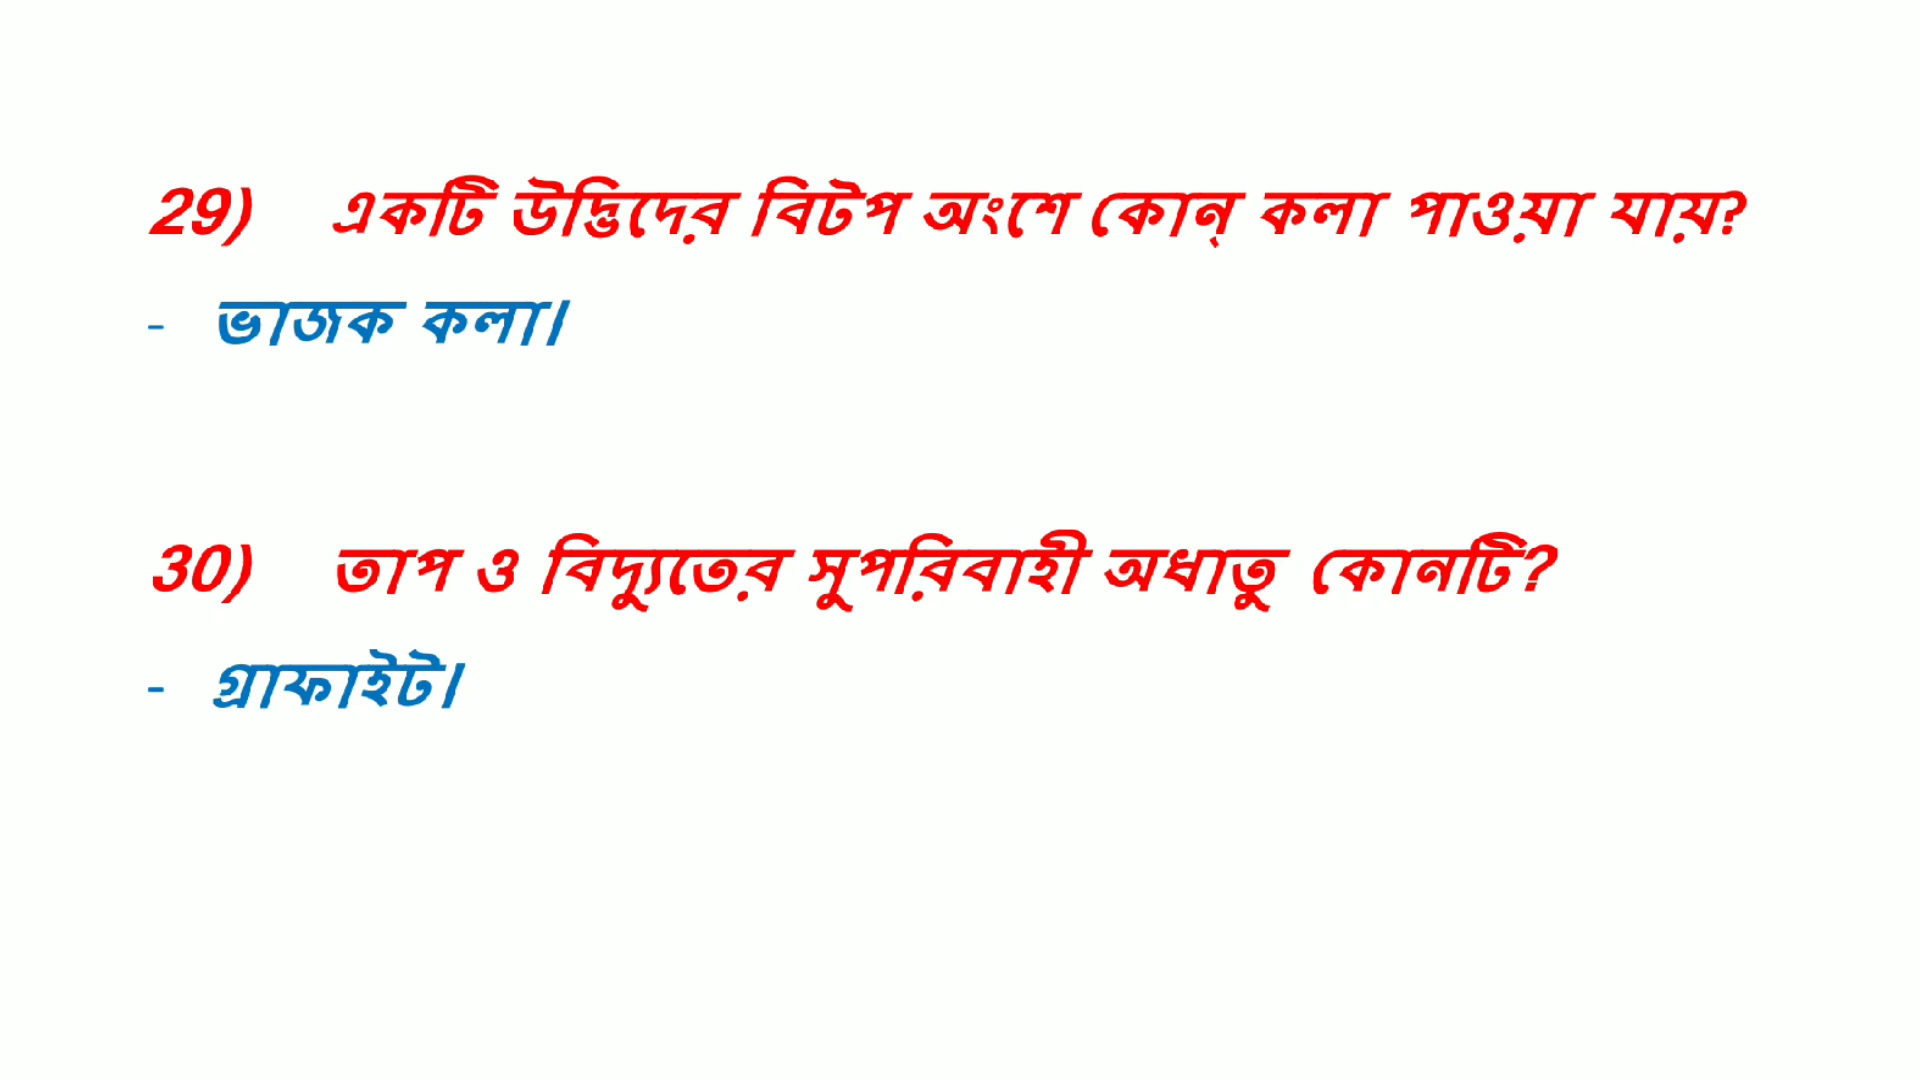 29) একটি উদ্ভিদের বিটপ অংশে কোন্ কলা পাওয়া যায়?
- ভাজক কলা।
30) তাপ ও বিদ্যুতের সুপরিবাহী অধাতু কোনটি?
- গ্রাফাইট।